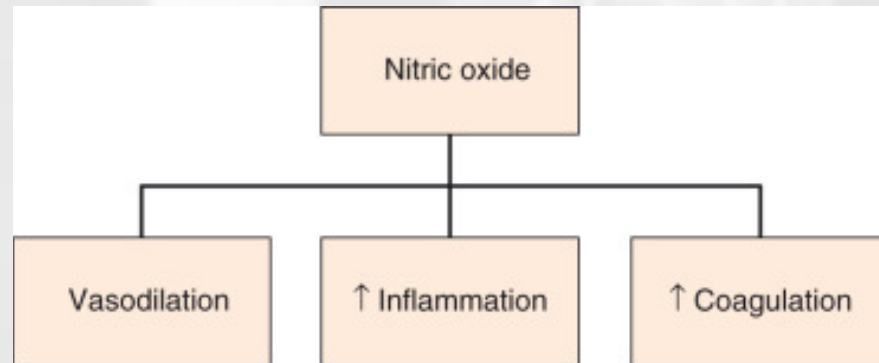 Nitric oxide
Vasodilation
↑ Inflammation
↑ Coagulation